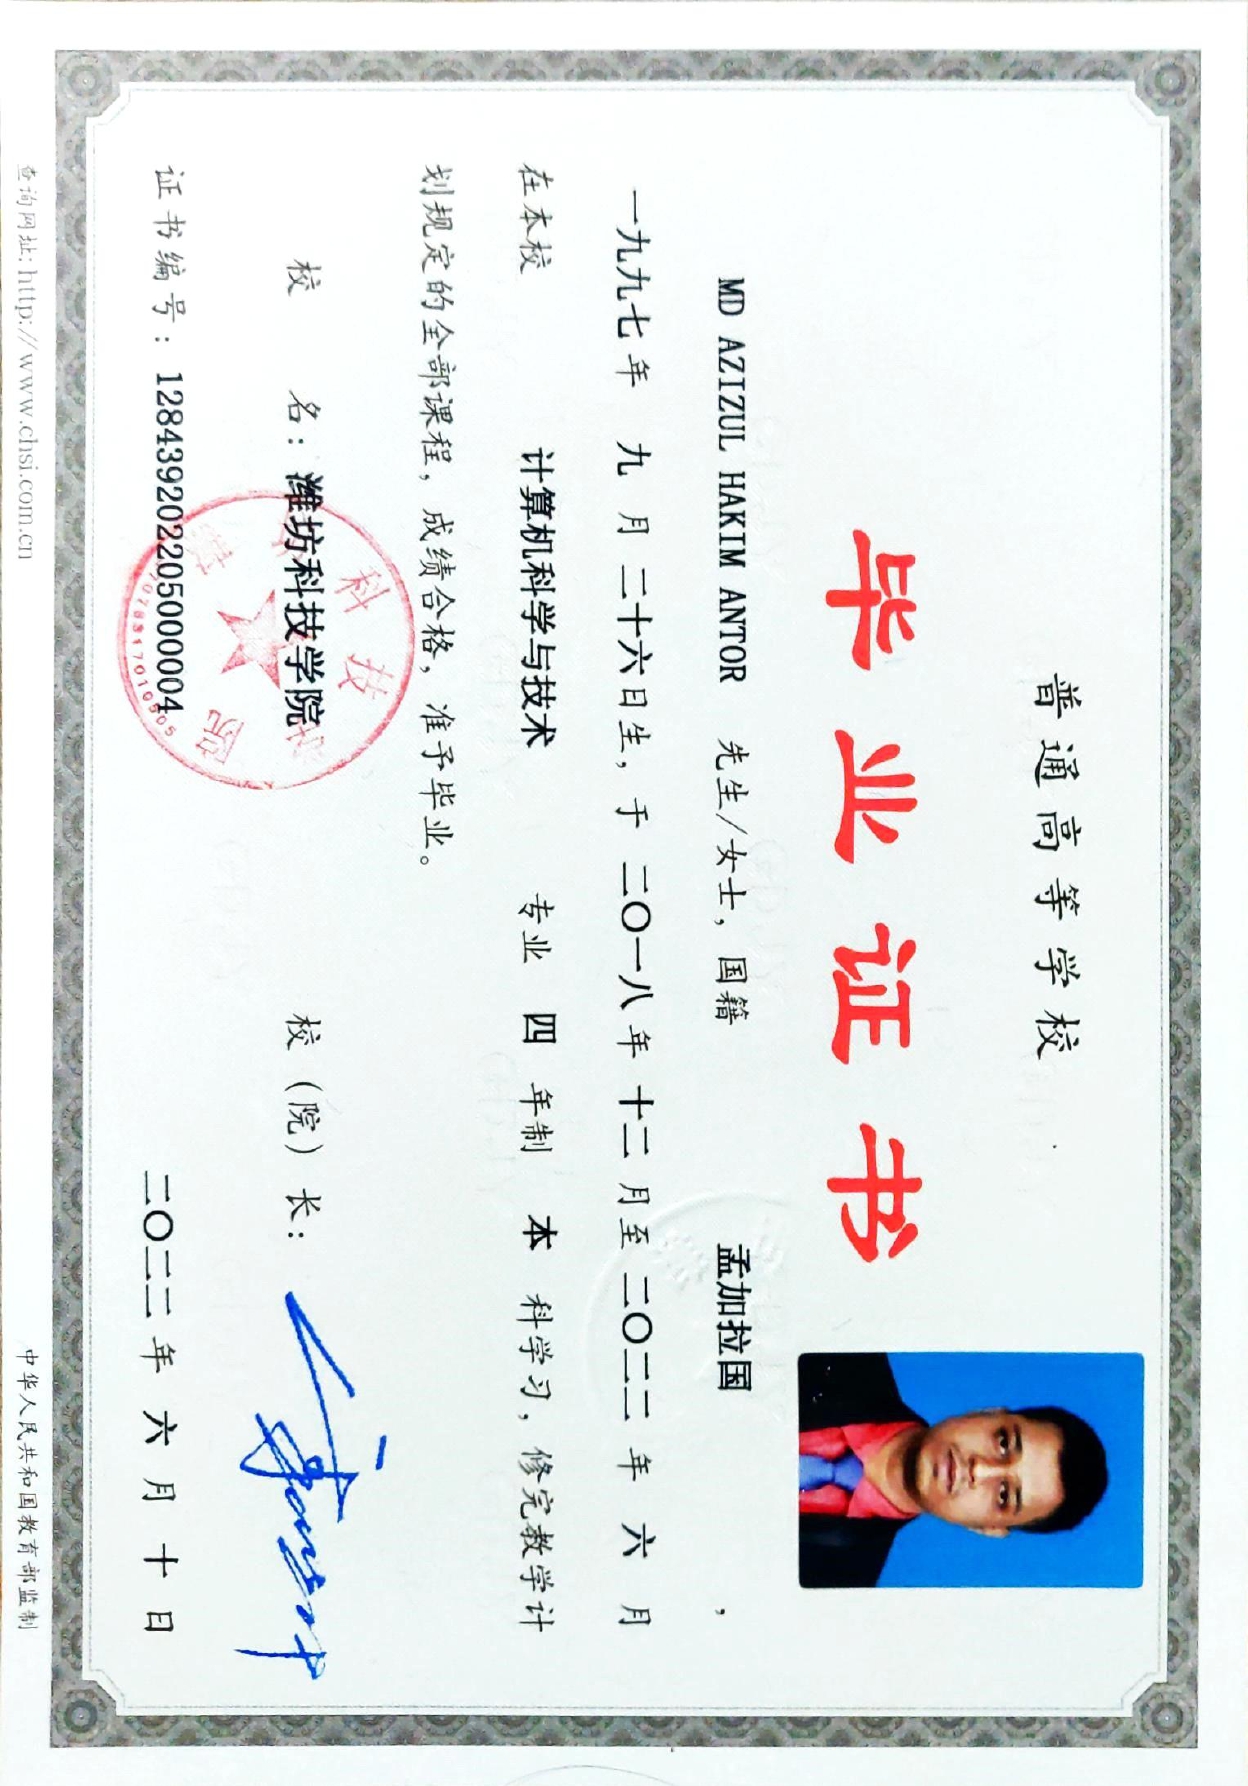 普通高等学校
毕业证书
MD AZIZUL HAKIM ANTOR 先生/女士，国籍 孟加拉国，
一九九七年 九 月 二十六日生，于 二〇一八年 十二 月至 二〇二二 年 六 月
在本校 计算机科学与技术 专业 四 年制 本 科学习，修完教学计
划规定的全部课程，成绩合格，准予毕业。
校 名：潍坊科技学院 校（院）长：
潍坊科技学院
证书编号：128439202205000004 二〇二二 年 六 月 十 日
查询网址：http://www.chsi.com.cn 中华人民共和国教育部监制